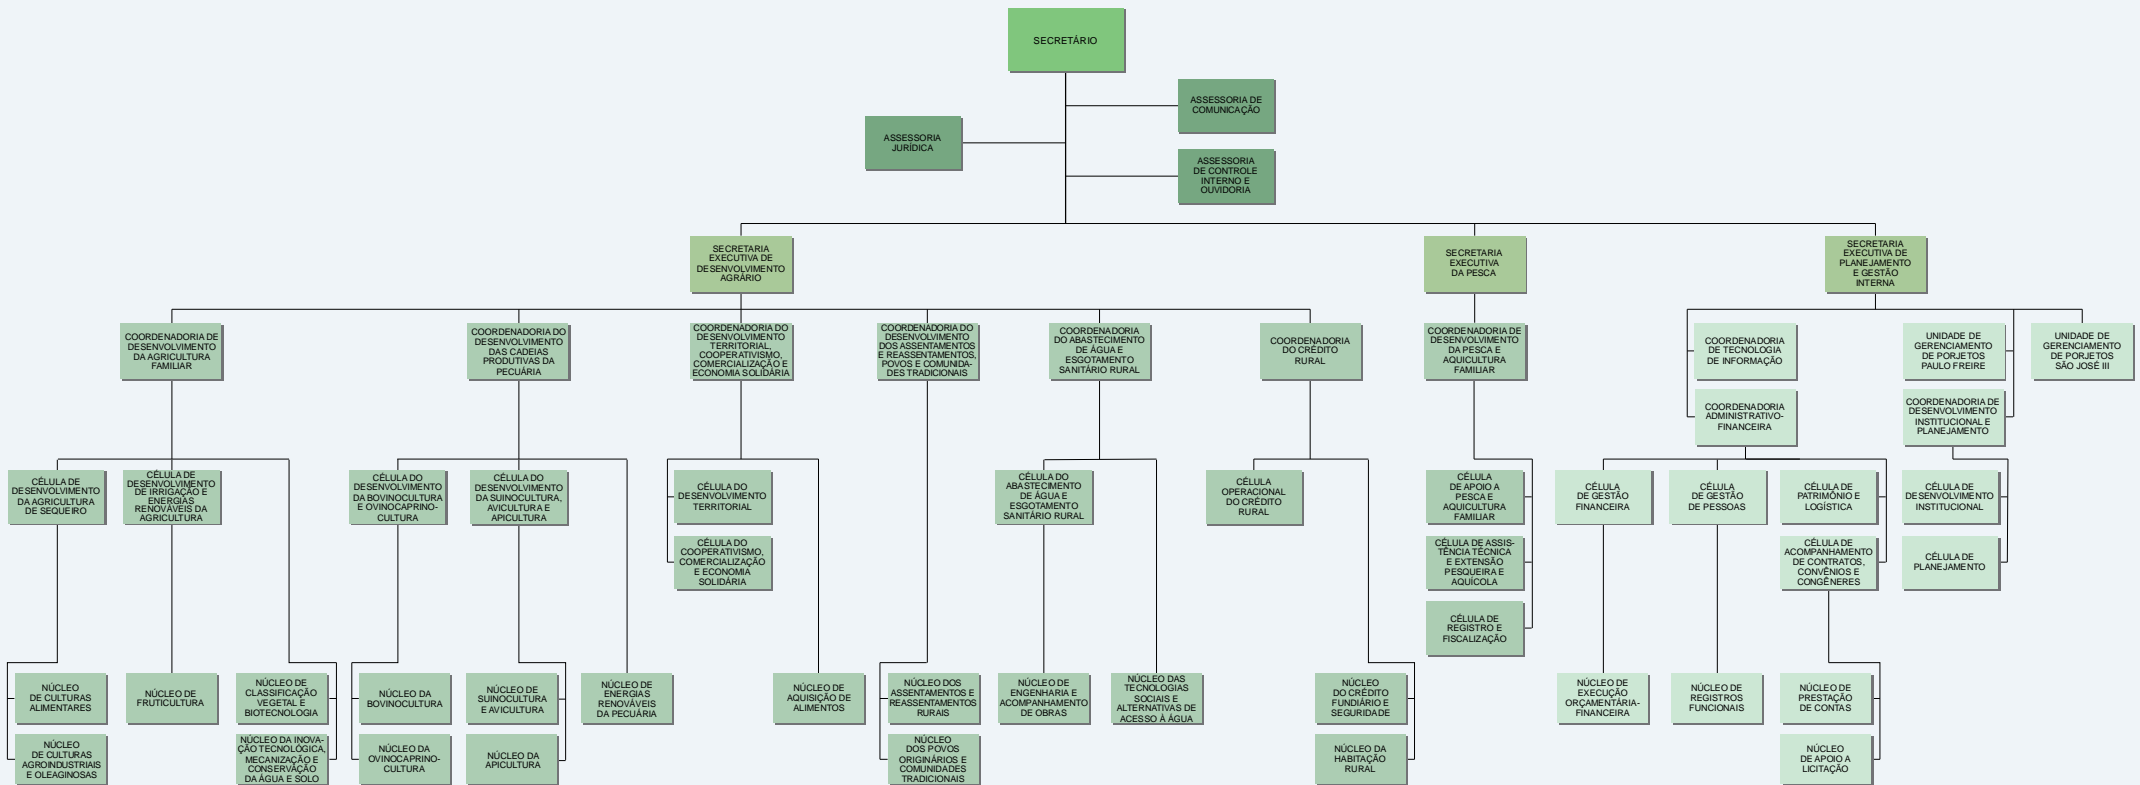 SECRETÁRIO
ASSESSORIA DE
COMUNICAÇÃO
ASSESSORIA
JURÍDICA
ASSESSORIA
DE CONTROLE
INTERNO E
OUVIDORIA
SECRETARIA
EXECUTIVA DE
DESENVOLVIMENTO
AGRÁRIO
SECRETARIA
EXECUTIVA
DA PESCA
SECRETARIA
EXECUTIVA DE
PLANEJAMENTO
E GESTÃO
INTERNA
COORDENADORIA DE
DESENVOLVIMENTO
DA AGRICULTURA
FAMILIAR
COORDENADORIA DO
DESENVOLVIMENTO
DAS CADEIAS
PRODUTIVAS DA
PECUÁRIA
COORDENADORIA DO
DESENVOLVIMENTO
TERRITORIAL,
COOPERATIVISMO,
COMERCIALIZAÇÃO E
ECONOMIA SOLIDÁRIA
COORDENADORIA DO
DESENVOLVIMENTO
DOS ASSENTAMENTOS
E REASSENTAMENTOS,
POVOS E COMUNIDA-
DES TRADICIONAIS
COORDENADORIA
DO ABASTECIMENTO
DE ÁGUA E
ESGOTAMENTO
SANITÁRIO RURAL
COORDENADORIA
DO CRÉDITO
RURAL
COORDENADORIA DE
DESENVOLVIMENTO
DA PESCA E
AQUICULTURA
FAMILIAR
COORDENADORIA
DE TECNOLOGIA
DE INFORMAÇÃO
UNIDADE DE
GERENCIAMENTO
DE PORJETOS
PAULO FREIRE
UNIDADE DE
GERENCIAMENTO
DE PORJETOS
SÃO JOSÉ III
COORDENADORIA
ADMINISTRATIVO-
FINANCEIRA
COORDENADORIA DE
DESENVOLVIMENTO
INSTITUCIONAL E
PLANEJAMENTO
CÉLULA DE
DESENVOLVIMENTO
DA AGRICULTURA
DE SEQUEIRO
CÉLULA DE
DESENVOLVIMENTO
DE IRRIGAÇÃO E
ENERGIAS
RENOVÁVEIS DA
AGRICULTURA
CÉLULA DO
DESENVOLVIMENTO
DA BOVINOCULTURA
E OVINOCAPRINO-
CULTURA
CÉLULA DO
DESENVOLVIMENTO
DA SUINOCULTURA,
AVICULTURA E
APICULTURA
CÉLULA DO
DESENVOLVIMENTO
TERRITORIAL
CÉLULA DO
ABASTECIMENTO
DE ÁGUA E
ESGOTAMENTO
SANITÁRIO RURAL
CÉLULA
OPERACIONAL
DO CRÉDITO
RURAL
CÉLULA
DE APOIO A
PESCA E
AQUICULTURA
FAMILIAR
CÉLULA
DE GESTÃO
FINANCEIRA
CÉLULA
DE GESTÃO
DE PESSOAS
CÉLULA DE
PATRIMÔNIO E
LOGÍSTICA
CÉLULA DE
DESENVOLVIMENTO
INSTITUCIONAL
CÉLULA DO
COOPERATIVISMO,
COMERCIALIZAÇÃO
E ECONOMIA
SOLIDÁRIA
CÉLULA DE ASSIS-
TÊNCIA TÉCNICA
E EXTENSÃO
PESQUEIRA E
AQUÍCOLA
CÉLULA DE
ACOMPANHAMENTO
DE CONTRATOS,
CONVÊNIOS E
CONGÊNERES
CÉLULA DE
PLANEJAMENTO
CÉLULA DE
REGISTRO E
FISCALIZAÇÃO
NÚCLEO
DE CULTURAS
ALIMENTARES
NÚCLEO DE
FRUTICULTURA
NÚCLEO DE
CLASSIFICAÇÃO
VEGETAL E
BIOTECNOLOGIA
NÚCLEO DA
BOVINOCULTURA
NÚCLEO DE
SUINOCULTURA
E AVICULTURA
NÚCLEO DE
ENERGIAS
RENOVÁVEIS
DA PECUÁRIA
NÚCLEO DE
AQUISIÇÃO DE
ALIMENTOS
NÚCLEO DOS
ASSENTAMENTOS E
REASSENTAMENTOS
RURAIS
NÚCLEO DE
ENGENHARIA E
ACOMPANHAMENTO
DE OBRAS
NÚCLEO DAS
TECNOLOGIAS
SOCIAIS E
ALTERNATIVAS DE
ACESSO À ÁGUA
NÚCLEO
DO CRÉDITO
FUNDIÁRIO E
SEGURIDADE
NÚCLEO DE
EXECUÇÃO
ORÇAMENTÁRIA-
FINANCEIRA
NÚCLEO DE
REGISTROS
FUNCIONAIS
NÚCLEO DE
PRESTAÇÃO
DE CONTAS
NÚCLEO
DE CULTURAS
AGROINDUSTRIAIS
E OLEAGINOSAS
NÚCLEO DA INOVA-
ÇÃO TECNOLÓGICA,
MECANIZAÇÃO E
CONSERVAÇÃO
DA ÁGUA E SOLO
NÚCLEO DA
OVINOCAPRINO-
CULTURA
NÚCLEO DA
APICULTURA
NÚCLEO
DOS POVOS
ORIGINÁRIOS E
COMUNIDADES
TRADICIONAIS
NÚCLEO DA
HABITAÇÃO
RURAL
NÚCLEO
DE APOIO A
LICITAÇÃO